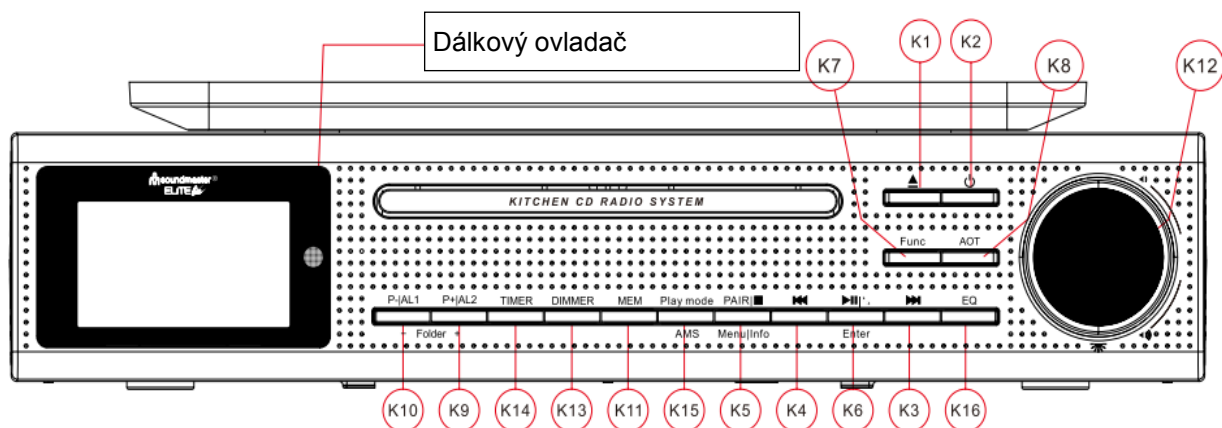 Dálkový ovladač
K1
K2
K7
K8
K12
soundmaster®
ELITE
KITCHEN CD RADIO SYSTEM
Func
AOT
P-|AL1
P+|AL2
TIMER
DIMMER
MEM
Play mode
PAIR|■
⏮
▶⏸|
⏭
EQ
- Folder +
AMS
Menu|Info
Enter
K10
K9
K14
K13
K11
K15
K5
K4
K6
K3
K16